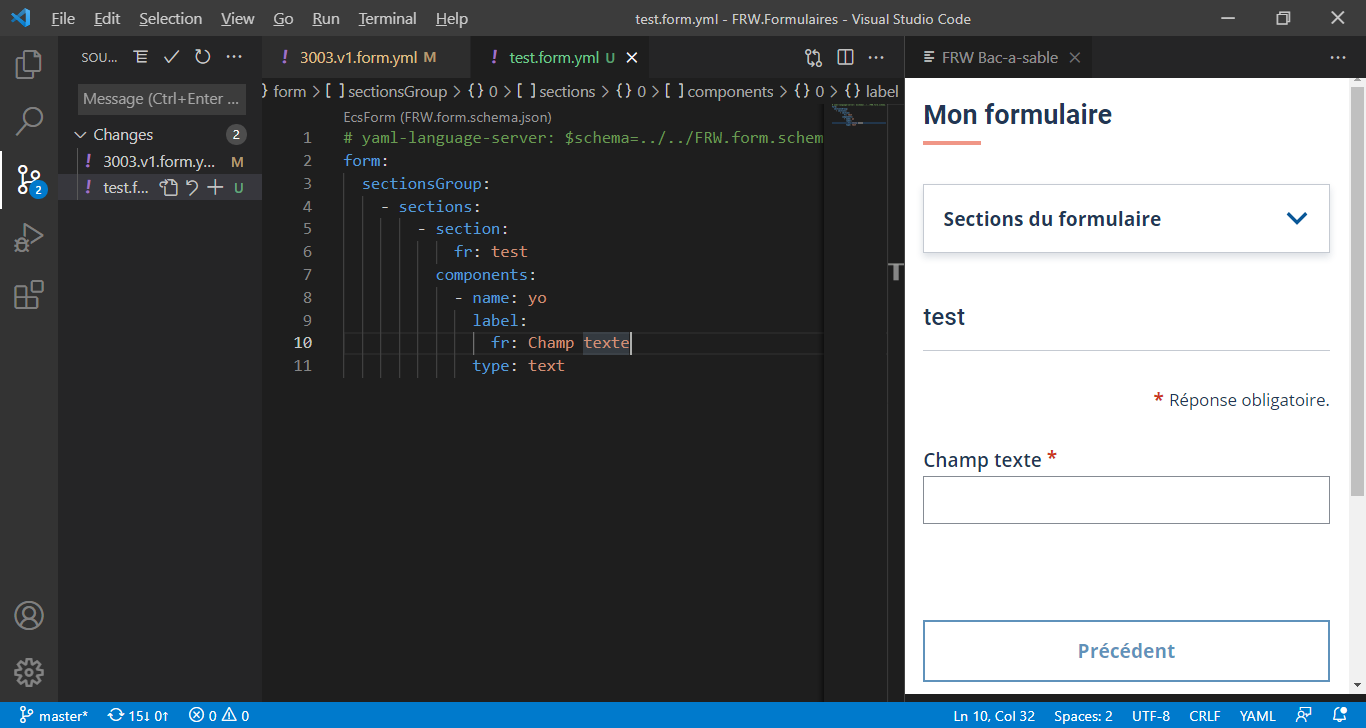 File Edit Selection View Go Run Terminal Help test.form.yml - FRW.Formulaires - Visual Studio Code
SOU...
Message (Ctrl+Enter ...
Changes 2
! 3003.v1.form.y... M
! test.f... U
2
! 3003.v1.form.yml M
! test.form.yml U
} form > [ ] sectionsGroup > {} 0 > [ ] sections > {} 0 > [ ] components > {} 0 > {} label
EcsForm (FRW.form.schema.json)
1 # yaml-language-server: $schema=../../FRW.form.schem
2 form:
3 sectionsGroup:
4 - sections:
5 - section:
6 fr: test
7 components:
8 - name: yo
9 label:
10 fr: Champ texte
11 type: text
FRW Bac-a-sable
Mon formulaire
Sections du formulaire
T
test
* Réponse obligatoire.
Champ texte *
Précédent
master* 15↓ 0↑ 0 0 Ln 10, Col 32 Spaces: 2 UTF-8 CRLF YAML